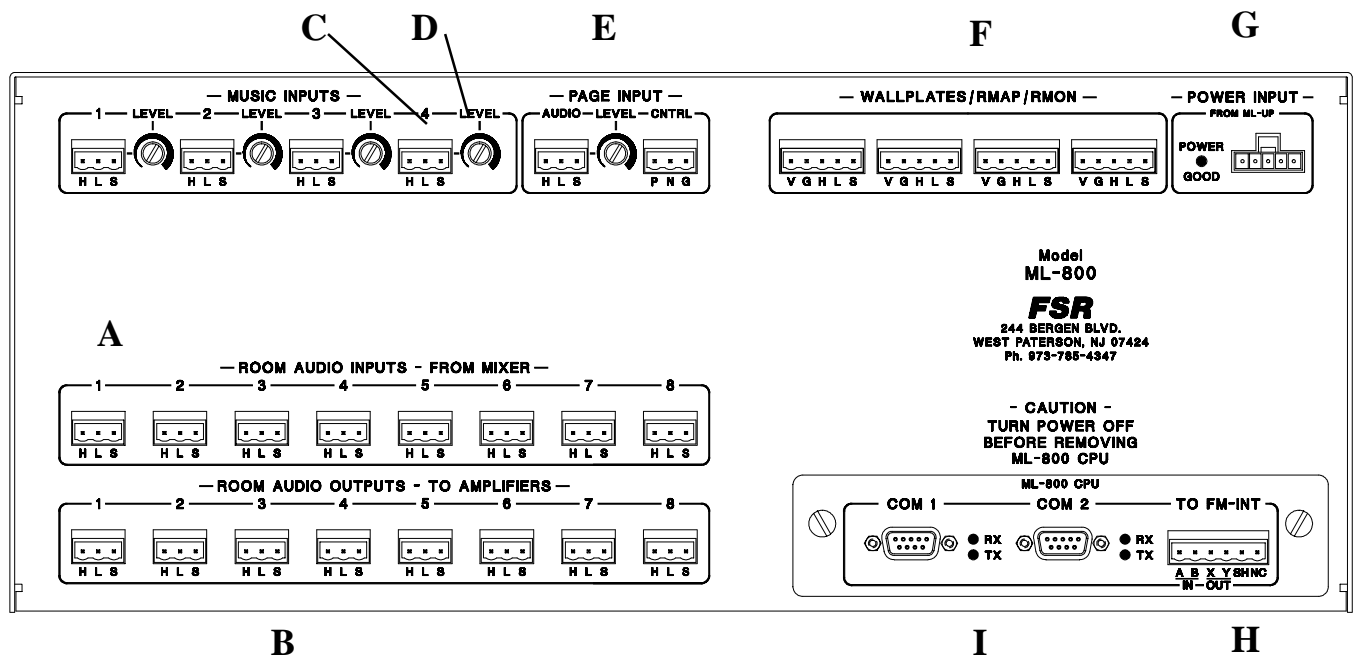 C D E F G
— MUSIC INPUTS —
1 LEVEL 2 LEVEL 3 LEVEL 4 LEVEL
H L S H L S H L S H L S
— PAGE INPUT —
AUDIO LEVEL CNTRL
H L S P N G
— WALLPLATES/RMAP/RMON —
V G H L S V G H L S V G H L S V G H L S
— POWER INPUT —
FROM ML-UP
POWER
GOOD
Model
ML-800
FSR
244 BERGEN BLVD.
WEST PATERSON, NJ 07424
Ph. 973-785-4347
A
— ROOM AUDIO INPUTS - FROM MIXER —
1 2 3 4 5 6 7 8
H L S H L S H L S H L S H L S H L S H L S H L S
— ROOM AUDIO OUTPUTS - TO AMPLIFIERS —
1 2 3 4 5 6 7 8
H L S H L S H L S H L S H L S H L S H L S H L S
- CAUTION -
TURN POWER OFF
BEFORE REMOVING
ML-800 CPU
ML-800 CPU
COM 1 COM 2 TO FM-INT
RX RX
TX TX
A B X Y SH NC
IN - OUT
B I H